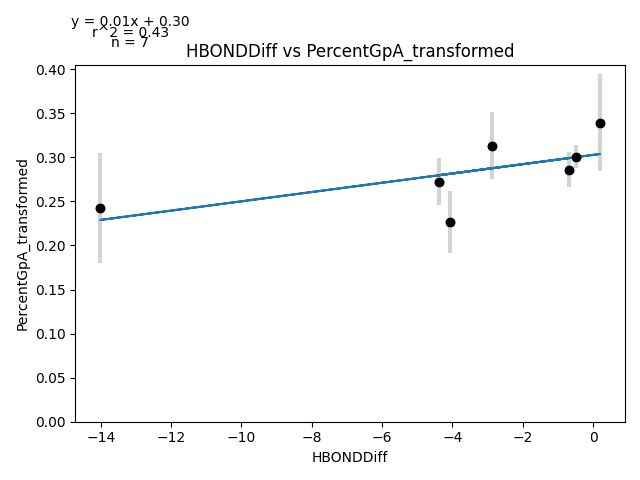 y = 0.01x + 0.30
r^2 = 0.43
n = 7
HBONDDiff vs PercentGpA_transformed
PercentGpA_transformed
0.40
0.35
0.30
0.25
0.20
0.15
0.10
0.05
0.00
−14 −12 −10 −8 −6 −4 −2 0
HBONDDiff